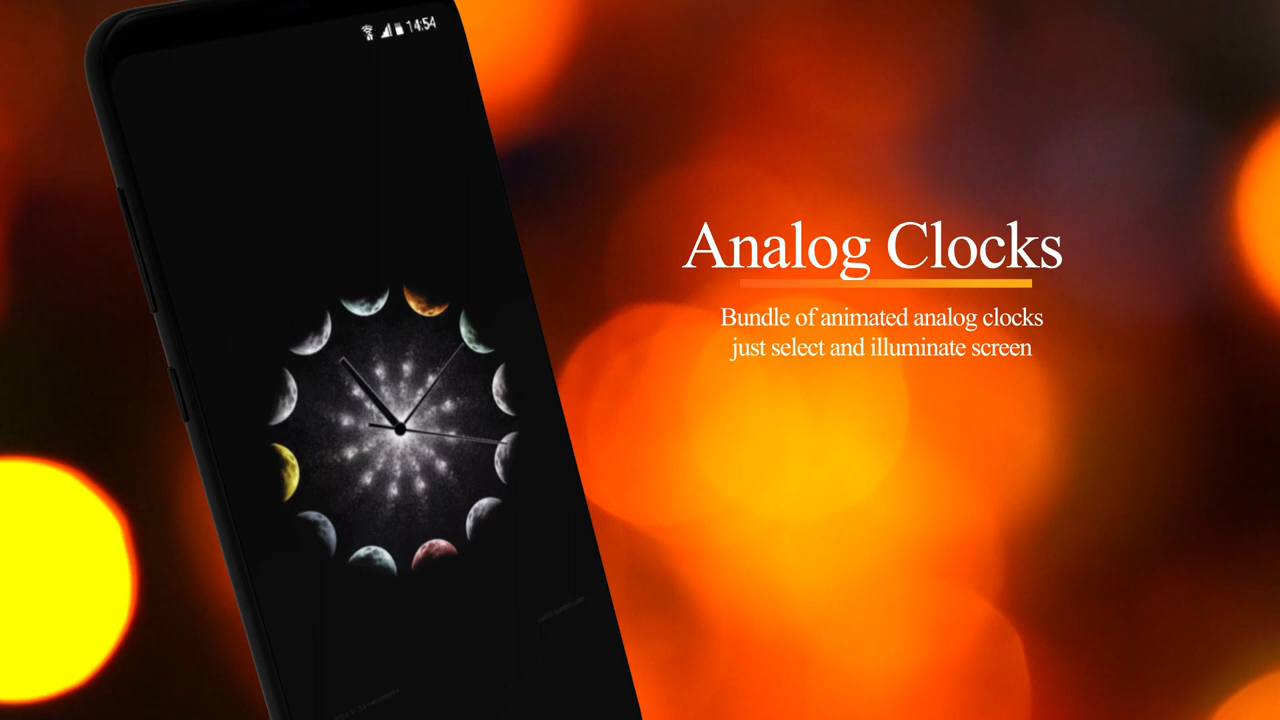 14:54
Analog Clocks
Bundle of animated analog clocks
just select and illuminate screen